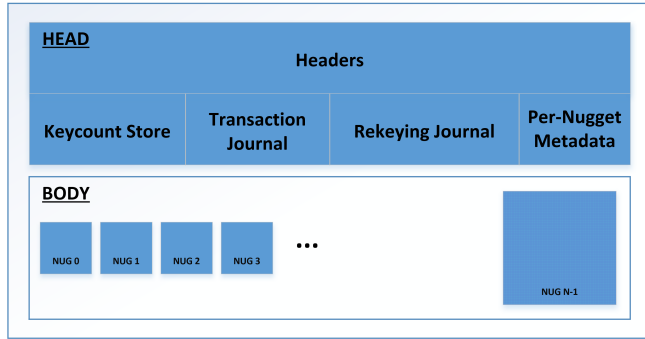 HEAD
Headers
Keycount Store
Transaction
Journal
Rekeying Journal
Per-Nugget
Metadata
BODY
NUG 0
NUG 1
NUG 2
NUG 3
...
NUG N-1